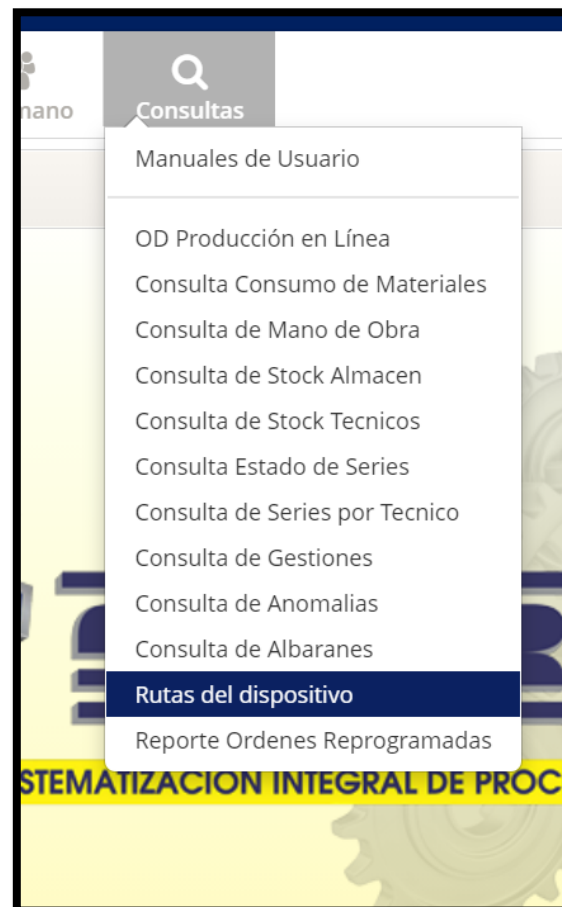 mano
Consultas
Manuales de Usuario
OD Producción en Línea
Consulta Consumo de Materiales
Consulta de Mano de Obra
Consulta de Stock Almacen
Consulta de Stock Tecnicos
Consulta Estado de Series
Consulta de Series por Tecnico
Consulta de Gestiones
Consulta de Anomalias
Consulta de Albaranes
Rutas del dispositivo
Reporte Ordenes Reprogramadas
STEMATIZACIÓN INTEGRAL DE PROC